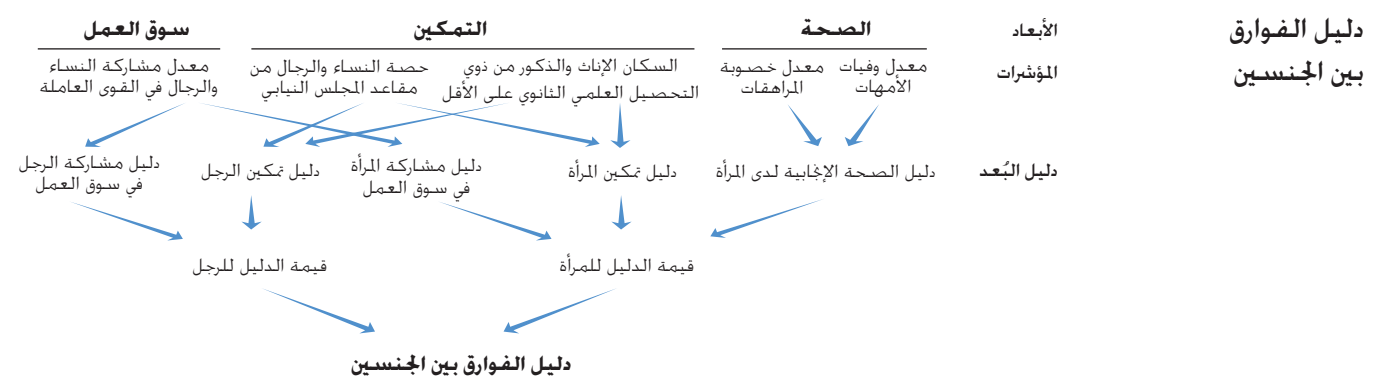 دليل الفوارق
بين الجنسين
الأبعاد
الصحة
التمكين
سوق العمل
المؤشرات
معدل وفيات
الأمهات
معدل خصوبة
المراهقات
السكان الإناث والذكور من ذوي
التحصيل العلمي الثانوي على الأقل
حصة النساء والرجال من
مقاعد المجلس النيابي
معدل مشاركة النساء
والرجال في القوى العاملة
دليل البُعد
دليل الصحة الإنجابية لدى المرأة
دليل تمكين المرأة
دليل مشاركة المرأة
في سوق العمل
دليل تمكين الرجل
دليل مشاركة الرجل
في سوق العمل
قيمة الدليل للمرأة
قيمة الدليل للرجل
دليل الفوارق بين الجنسين